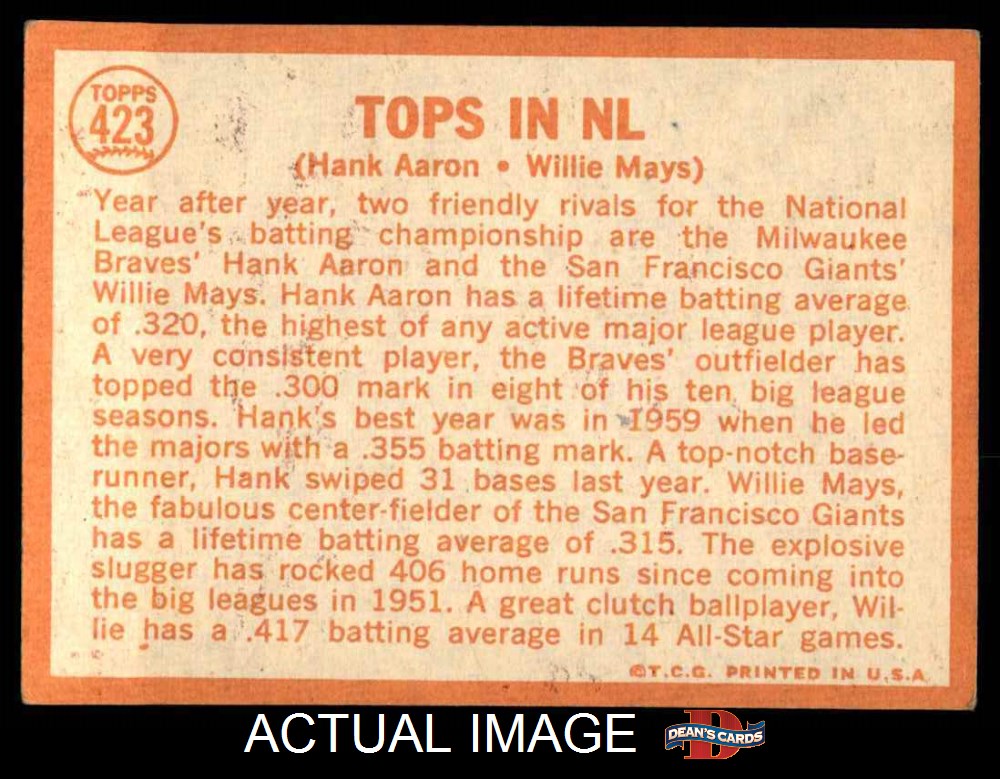 TOPPS
423
TOPS IN NL
(Hank Aaron • Willie Mays)
Year after year, two friendly rivals for the National
League's batting championship are the Milwaukee
Braves' Hank Aaron and the San Francisco Giants'
Willie Mays. Hank Aaron has a lifetime batting average
of .320, the highest of any active major league player.
A very consistent player, the Braves' outfielder has
topped the .300 mark in eight of his ten big league
seasons. Hank's best year was in 1959 when he led
the majors with a .355 batting mark. A top-notch base-
runner, Hank swiped 31 bases last year. Willie Mays,
the fabulous center-fielder of the San Francisco Giants
has a lifetime batting average of .315. The explosive
slugger has rocked 406 home runs since coming into
the big leagues in 1951. A great clutch ballplayer, Wil-
lie has a .417 batting average in 14 All-Star games.
©T.C.G. PRINTED IN U.S.A
ACTUAL IMAGE
D
DEAN'S CARDS